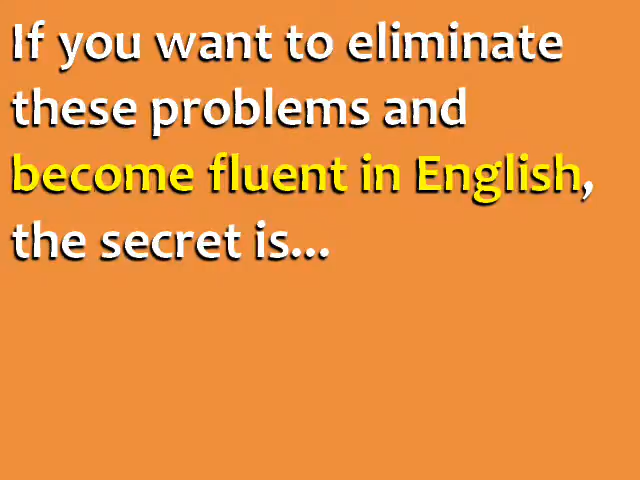 If you want to eliminate
these problems and
become fluent in English,
the secret is...